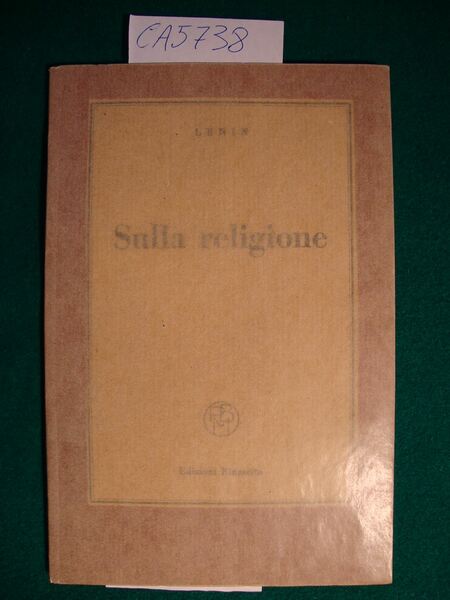 CA5738
LENIN
Sulla religione
Edizioni Rinascita